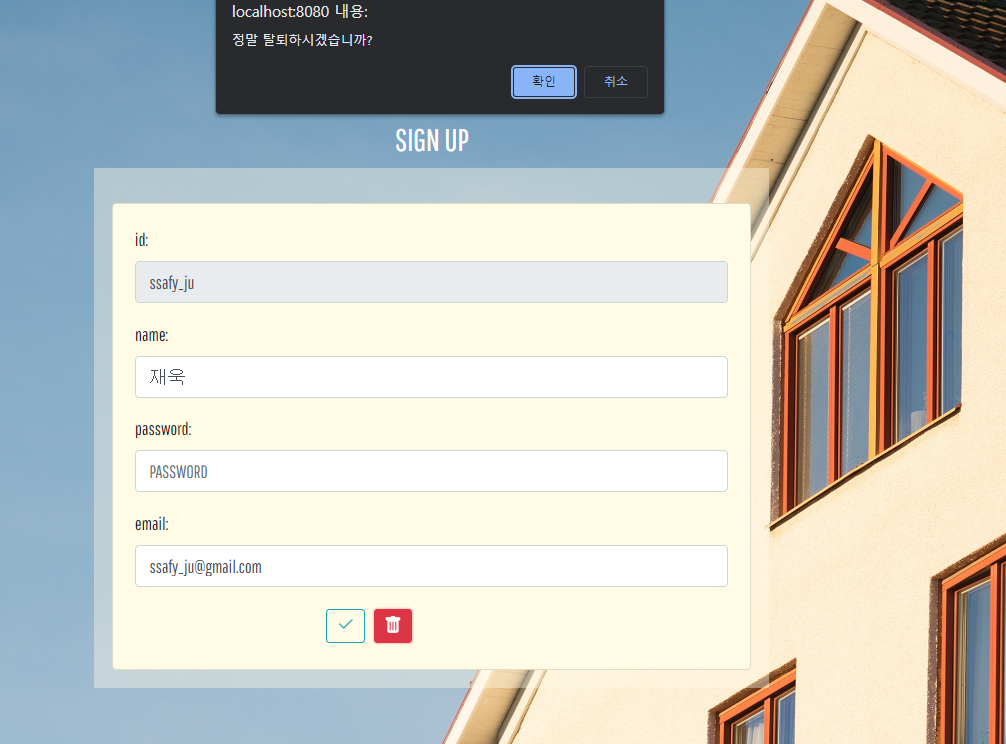 localhost:8080 내용:
정말 탈퇴하시겠습니까?
확인 취소
SIGN UP
id:
ssafy_ju
name:
재욱
password:
PASSWORD
email:
ssafy_ju@gmail.com